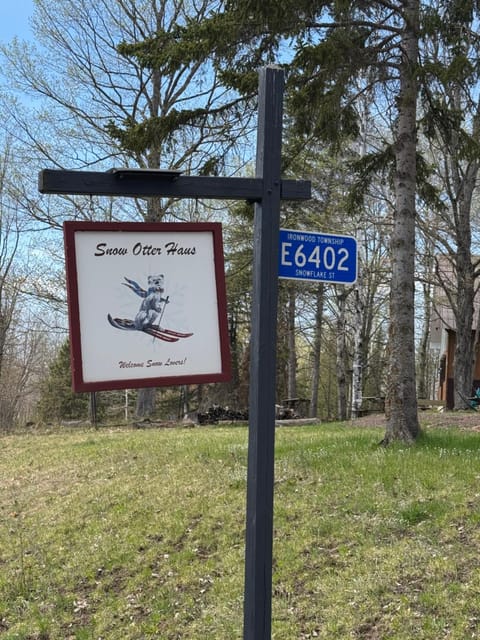 Snow Otter Haus
Welcome Snow Lovers!
IRONWOOD TOWNSHIP
E6402
SNOWFLAKE ST